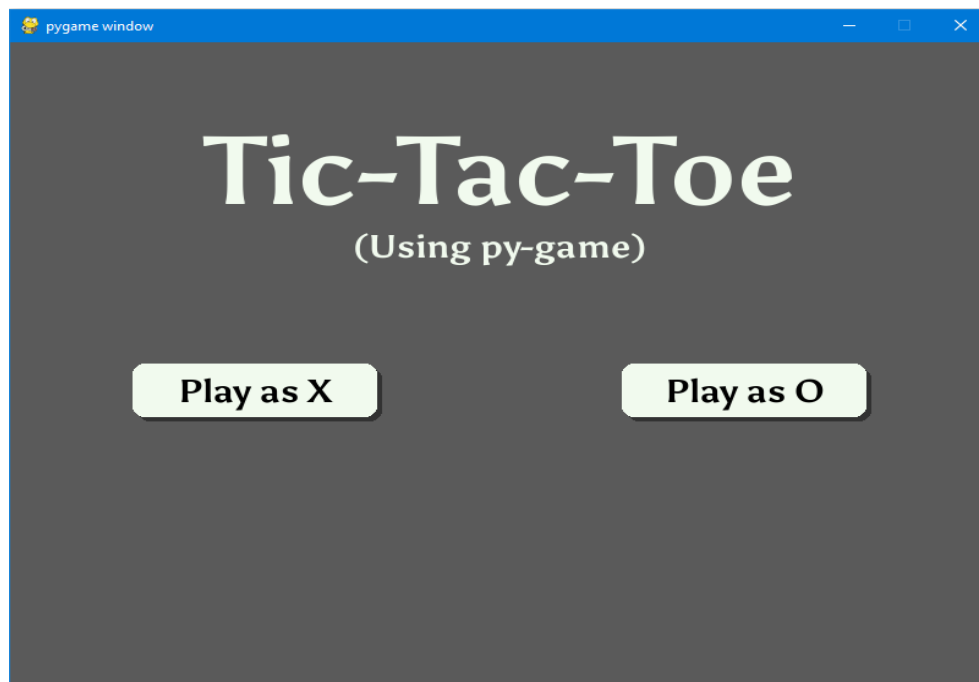 pygame window
Tic-Tac-Toe
(Using py-game)
Play as X
Play as O